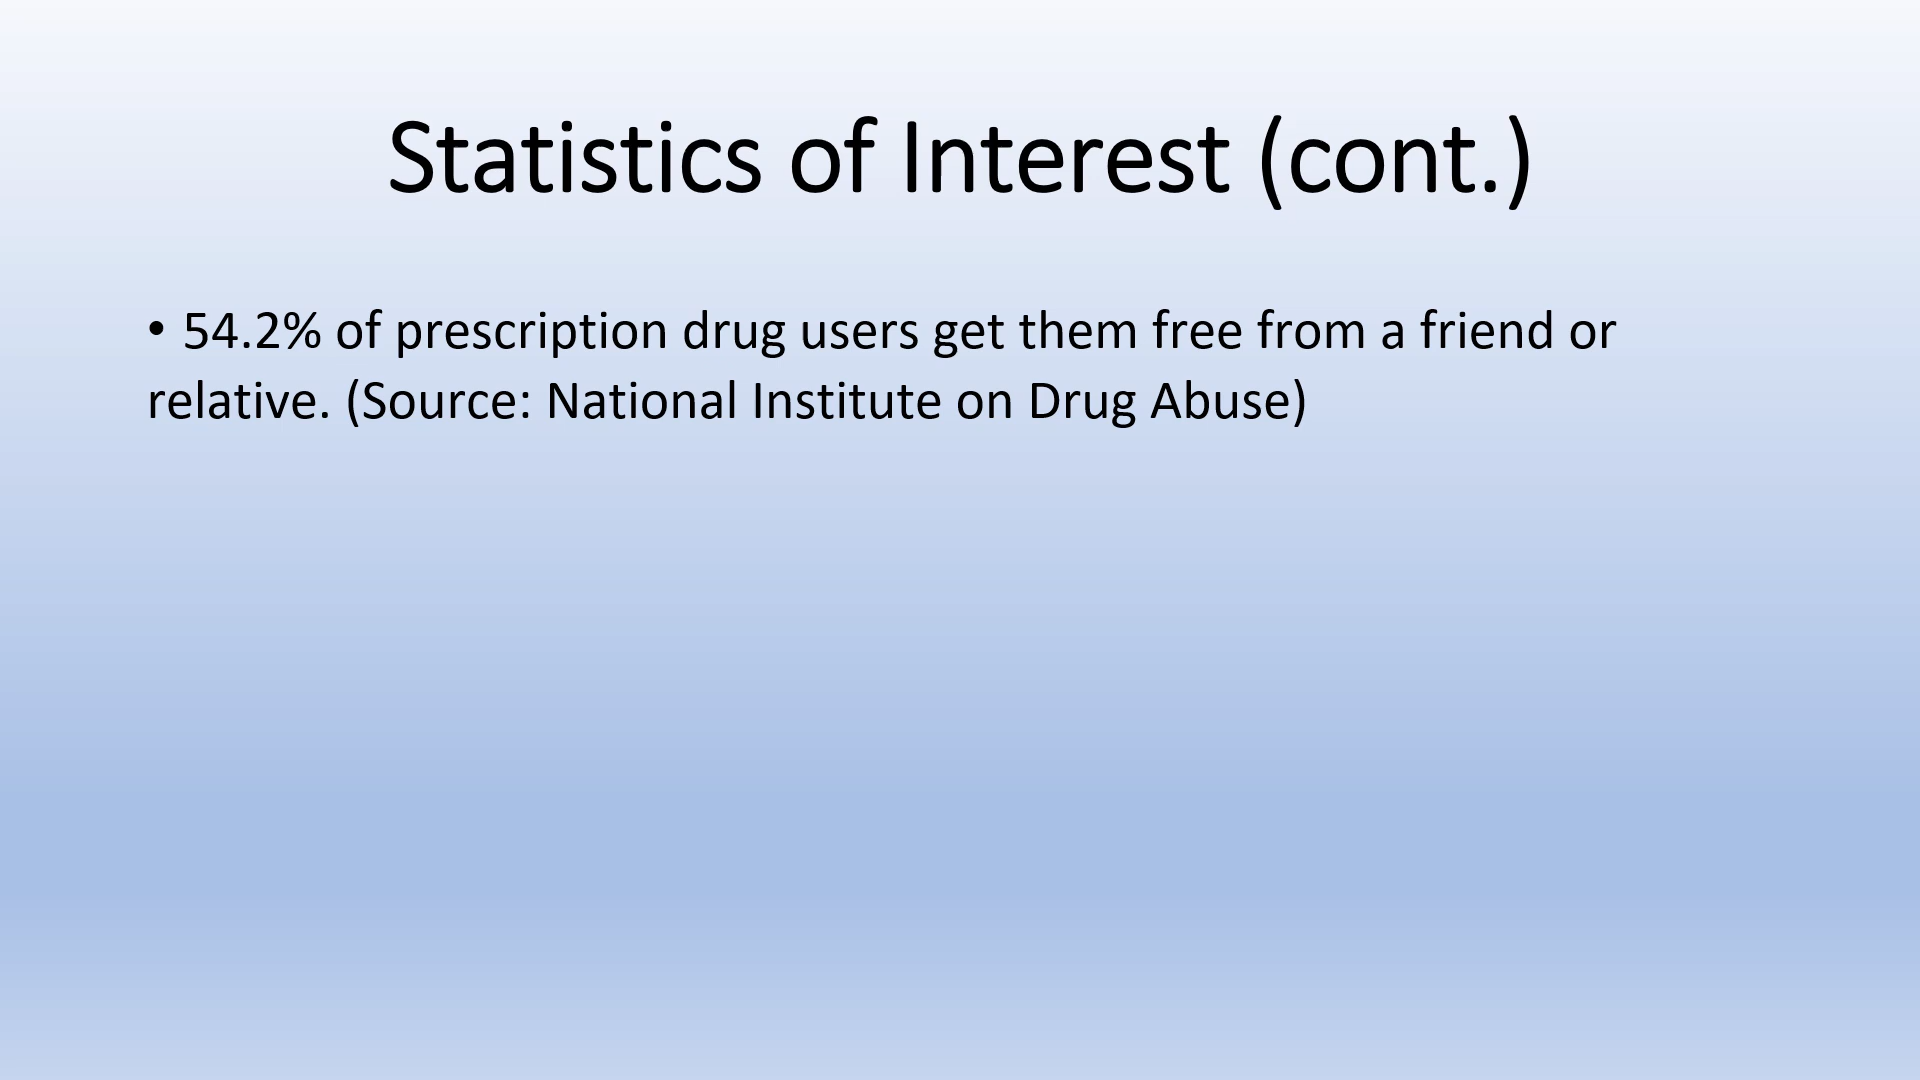 Statistics of Interest (cont.)
• 54.2% of prescription drug users get them free from a friend or
relative. (Source: National Institute on Drug Abuse)